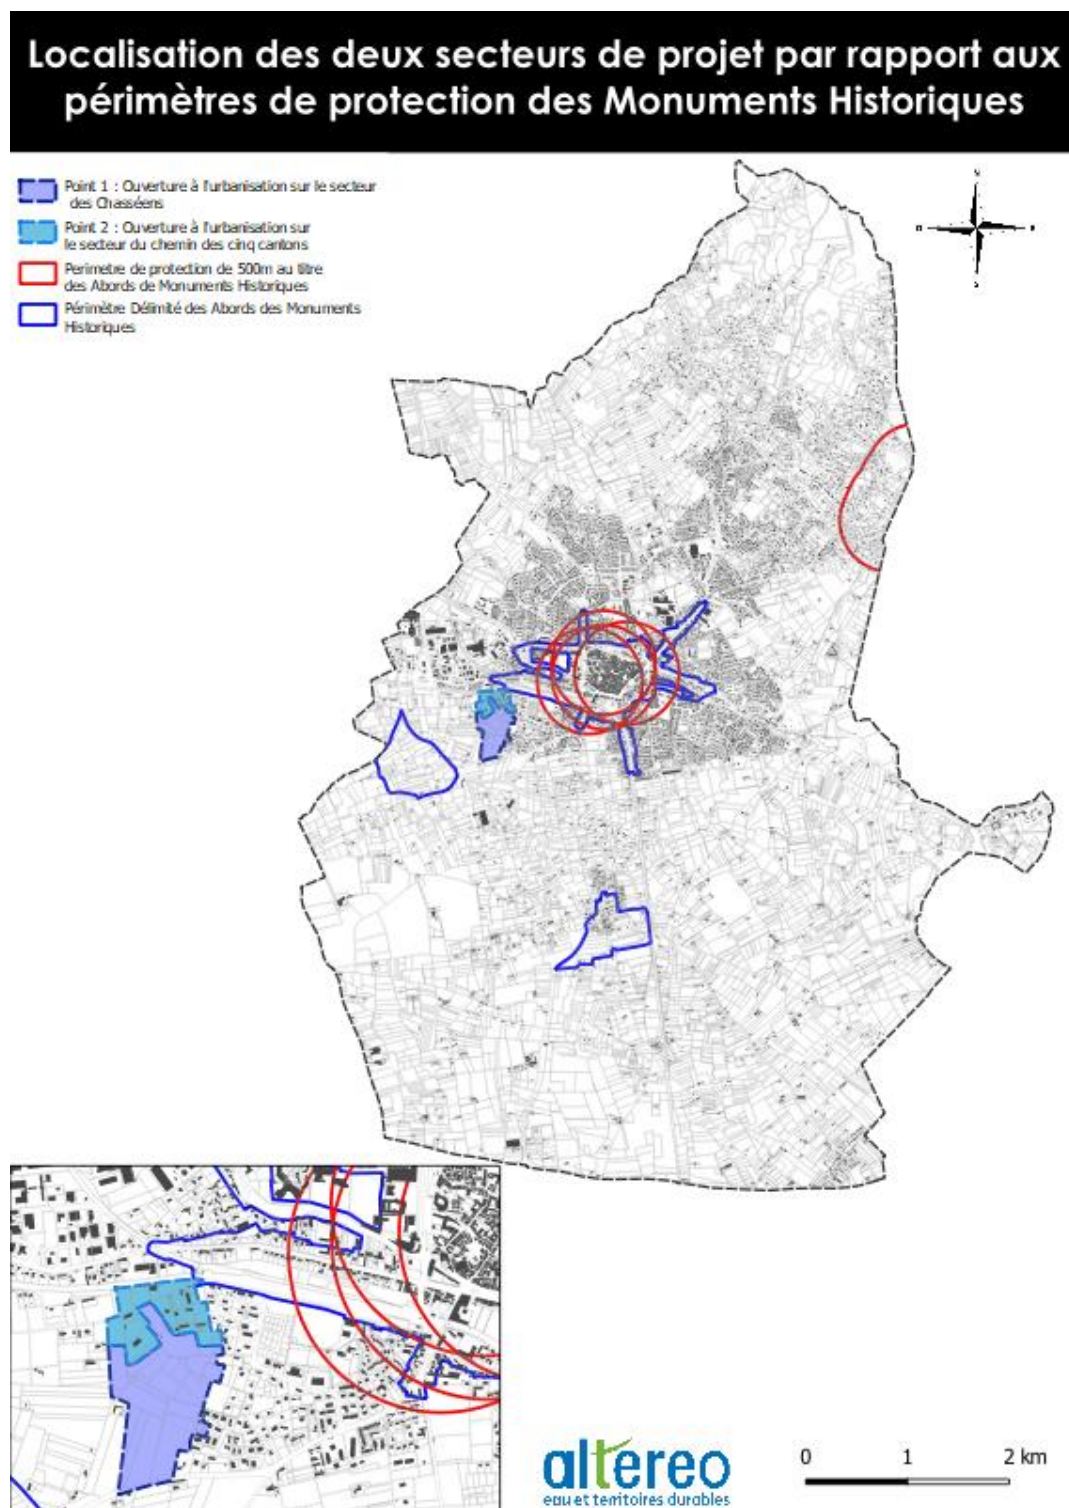 Localisation des deux secteurs de projet par rapport aux
périmètres de protection des Monuments Historiques
Point 1 : Ouverture à l'urbanisation sur le secteur
des Chasséens
Point 2 : Ouverture à l'urbanisation sur
le secteur du chemin des cinq cantons
Perimetre de protection de 500m au titre
des Abords de Monuments Historiques
Périmètre Délimité des Abords des Monuments
Historiques
N
O E
S
altereo
eau et territoires durables
0 1 2 km